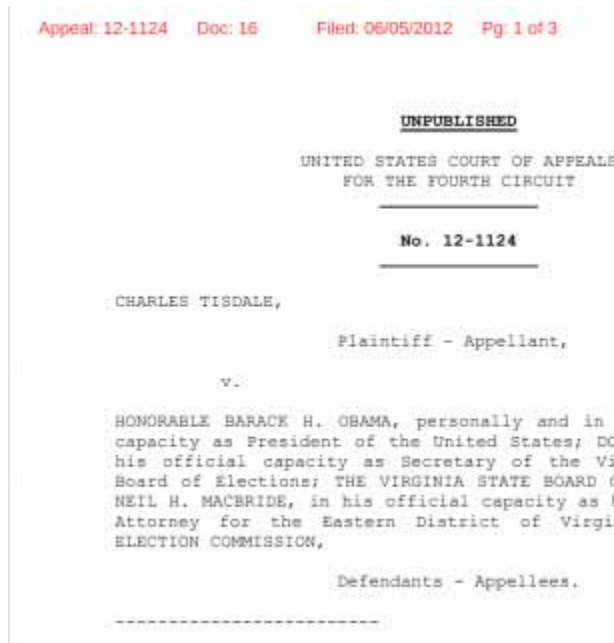 Appeal: 12-1124 Doc: 16 Filed: 06/05/2012 Pg: 1 of 3
UNPUBLISHED
UNITED STATES COURT OF APPEALS
FOR THE FOURTH CIRCUIT
No. 12-1124
CHARLES TISDALE,
Plaintiff - Appellant,
v.
HONORABLE BARACK H. OBAMA, personally and in
capacity as President of the United States; DO
his official capacity as Secretary of the Vi
Board of Elections; THE VIRGINIA STATE BOARD
NEIL H. MACBRIDE, in his official capacity as
Attorney for the Eastern District of Virgi
ELECTION COMMISSION,
Defendants - Appellees.
-------------------------